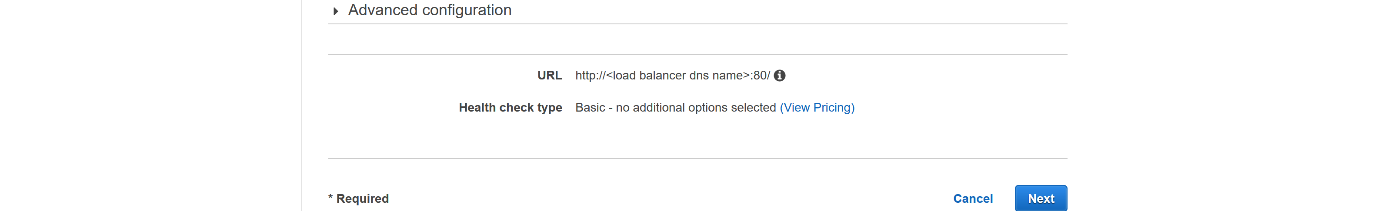 Advanced configuration
URL http://<load balancer dns name>:80/
Health check type Basic - no additional options selected (View Pricing)
* Required Cancel Next